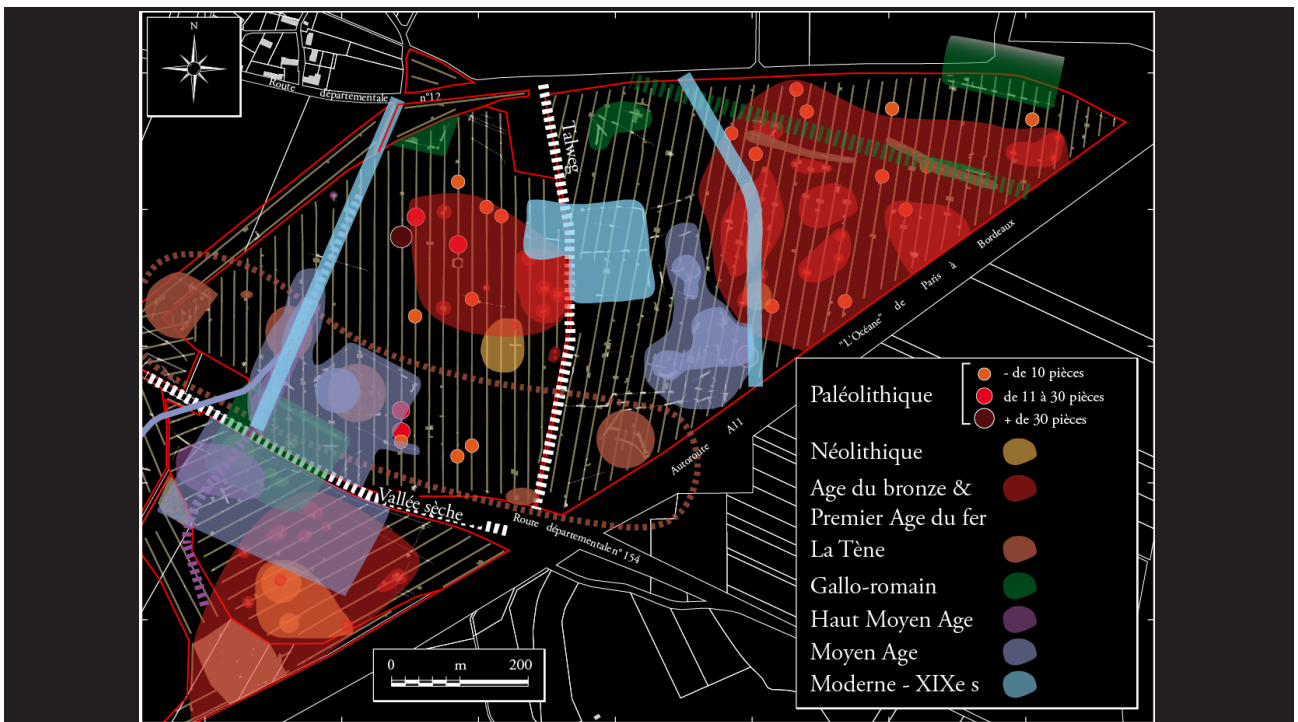 N
Route départementale n°12
Talweg
"L'Océane" de Paris à Bordeaux
Autoroute A11
Vallée sèche
Route départementale n° 154
0 m 200
Paléolithique
- de 10 pièces
de 11 à 30 pièces
+ de 30 pièces
Néolithique
Age du bronze &
Premier Age du fer
La Tène
Gallo-romain
Haut Moyen Age
Moyen Age
Moderne - XIXe s